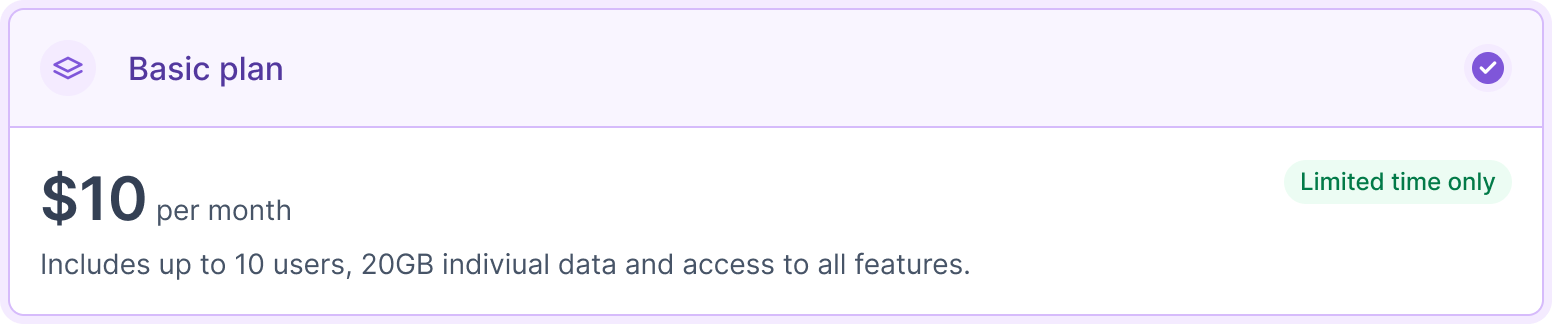 Basic plan
$10 per month
Limited time only
Includes up to 10 users, 20GB indiviual data and access to all features.